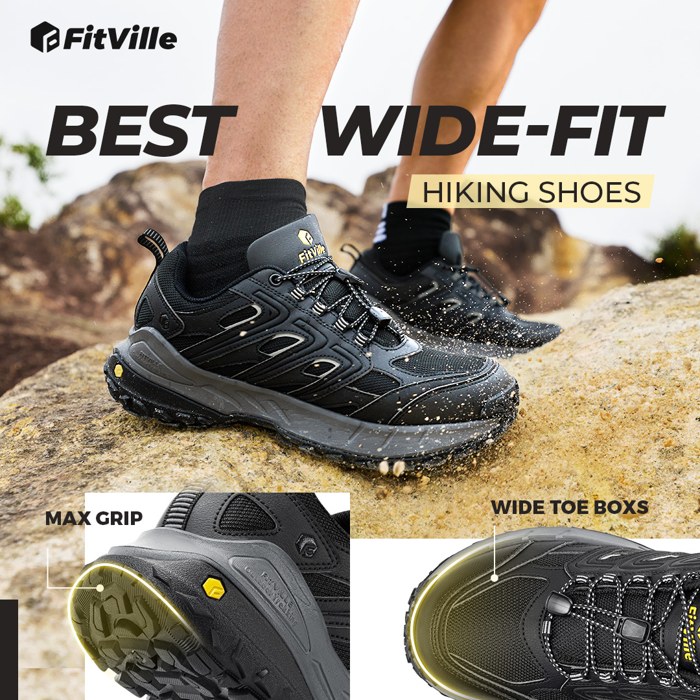 FitVille
BEST WIDE-FIT
HIKING SHOES
FitVille
MAX GRIP
WIDE TOE BOXS